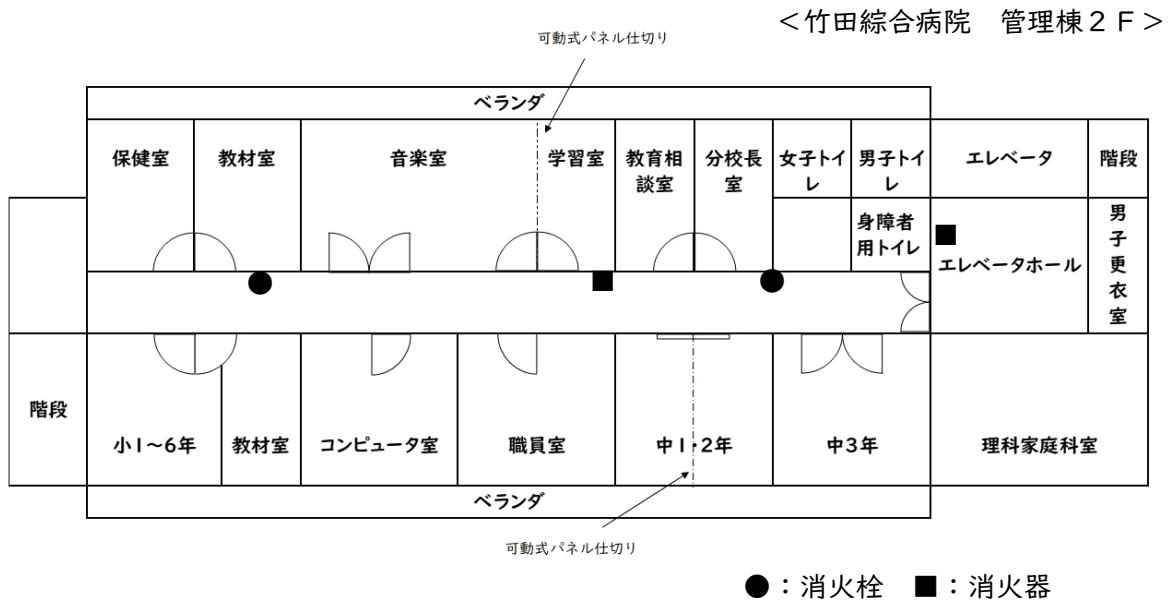 ＜竹田綜合病院　管理棟２Ｆ＞
可動式パネル仕切り
ベランダ
保健室
教材室
音楽室
学習室
教育相
談室
分校長
室
女子トイ
レ
男子トイ
レ
エレベータ
階段
身障者
用トイレ
エレベータホール
男子更衣室
階段
小１～6年
教材室
コンピュータ室
職員室
中１・2年
中３年
理科家庭科室
ベランダ
可動式パネル仕切り
●：消火栓　■：消火器